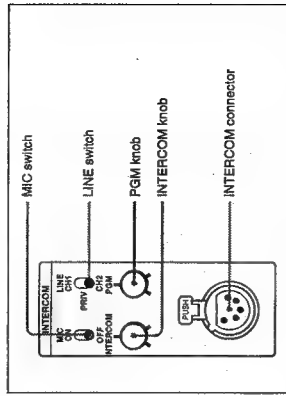 MIC switch
LINE switch
PGM knob
INTERCOM knob
INTERCOM connector
INTERCOM
MIC LINE
ON CH1
PRIV
OFF CH2
INTERCOM PGM
PUSH